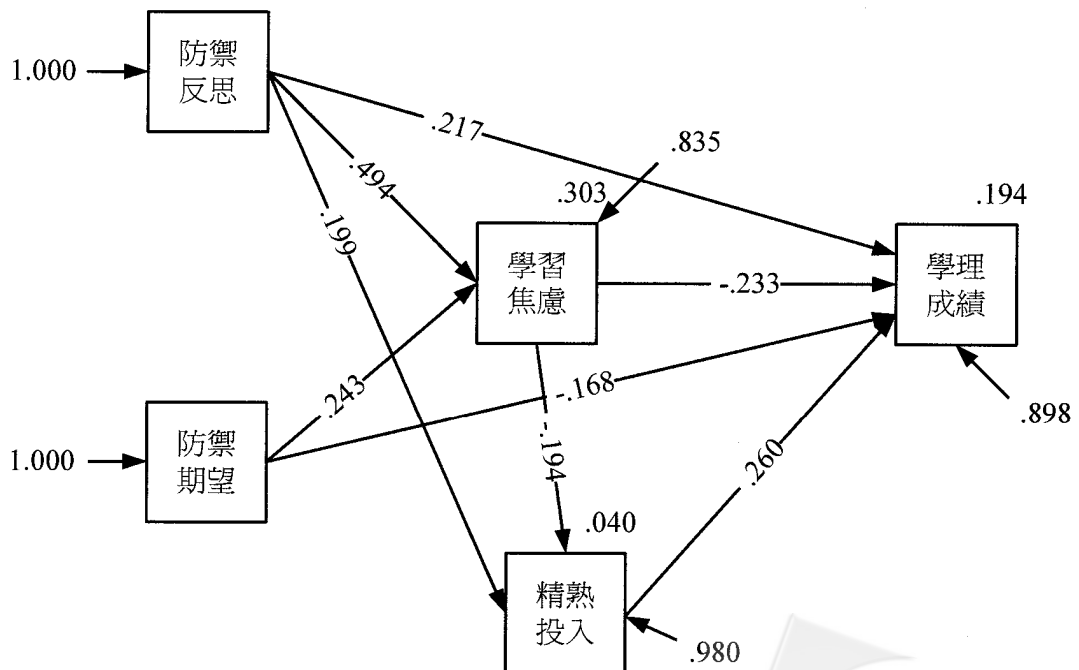 1.000
防禦
反思
.217
.835
.494
.303
.194
.199
學習
焦慮
學理
成績
-.233
.243
-.168
1.000
防禦
期望
.898
-.194
.260
.040
精熟
投入
.980